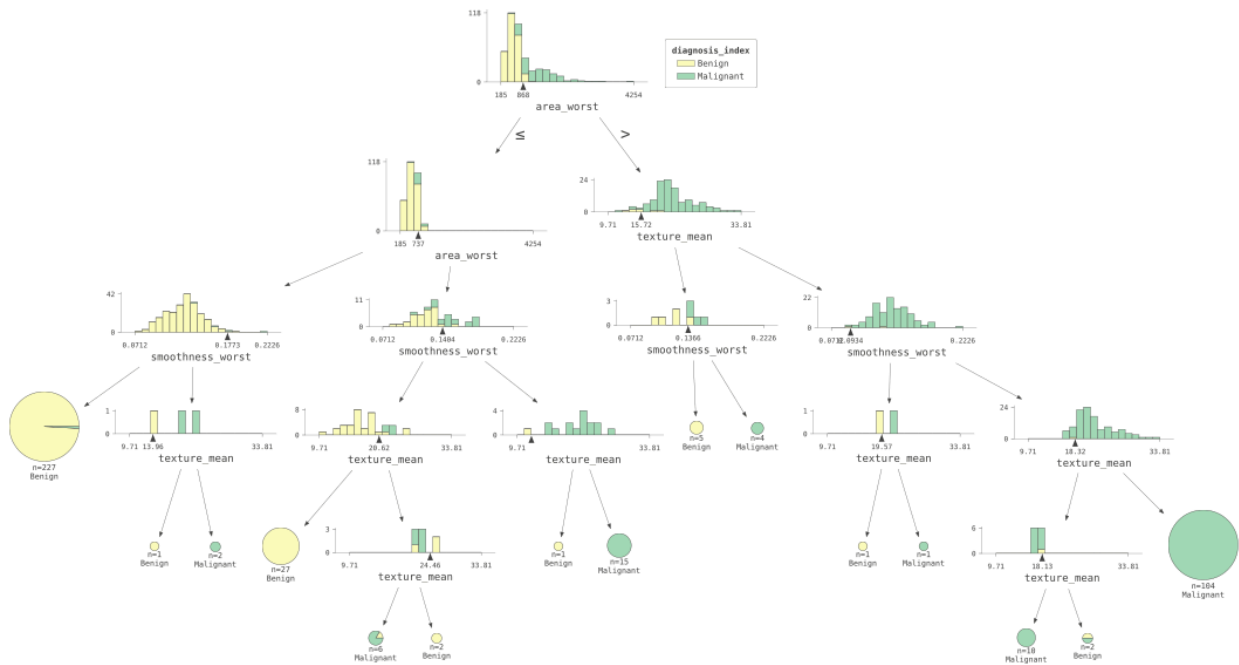 118
0
185
868
4254
area_worst
diagnosis_index
Benign
Malignant
≤
>
118
0
185 737
4254
area_worst
24
0
9.71
15.72
33.81
texture_mean
42
0
0.0712
0.1773
0.2226
smoothness_worst
11
0
0.0712
0.1404
0.2226
smoothness_worst
3
0
0.0712
0.1366
0.2226
smoothness_worst
22
0
0.0934
0.2226
smoothness_worst
n=227
Benign
1
0
9.71 13.96
33.81
texture_mean
8
0
9.71
20.62
33.81
texture_mean
4
0
9.71
33.81
texture_mean
n=5
Benign
n=4
Malignant
1
0
9.71
19.57
33.81
texture_mean
24
0
9.71
18.32
33.81
texture_mean
n=1
Benign
n=2
Malignant
n=27
Benign
3
0
9.71
24.46
33.81
texture_mean
n=1
Benign
n=15
Malignant
n=1
Benign
n=1
Malignant
6
0
9.71
18.13
33.81
texture_mean
n=104
Malignant
n=6
Malignant
n=2
Benign
n=18
Malignant
n=2
Benign